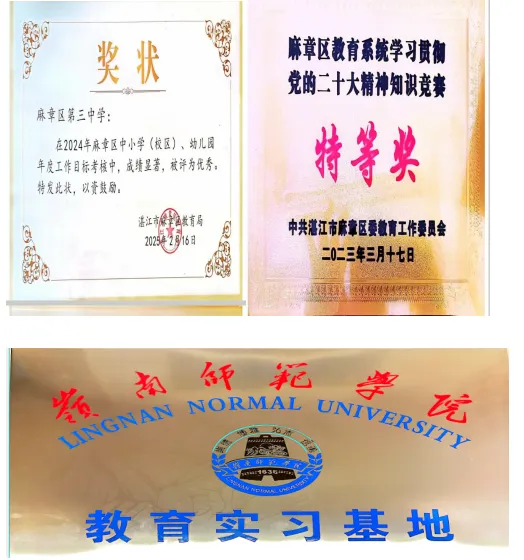 奖状
麻章区第三中学：
在2024年麻章区中小学（校区）、幼儿园
年度工作目标考核中，成绩显著，被评为优秀。
特发此状，以资鼓励。
湛江市麻章区教育局
2025年2月16日
麻章区教育系统学习贯彻
党的二十大精神知识竞赛
特等奖
中共湛江市麻章区委教育工作委员会
二〇二三年三月十七日
嶺南師範學院
LINGNAN NORMAL UNIVERSITY
1636
LINGNAN NORMAL UNIVERSITY
教育实习基地